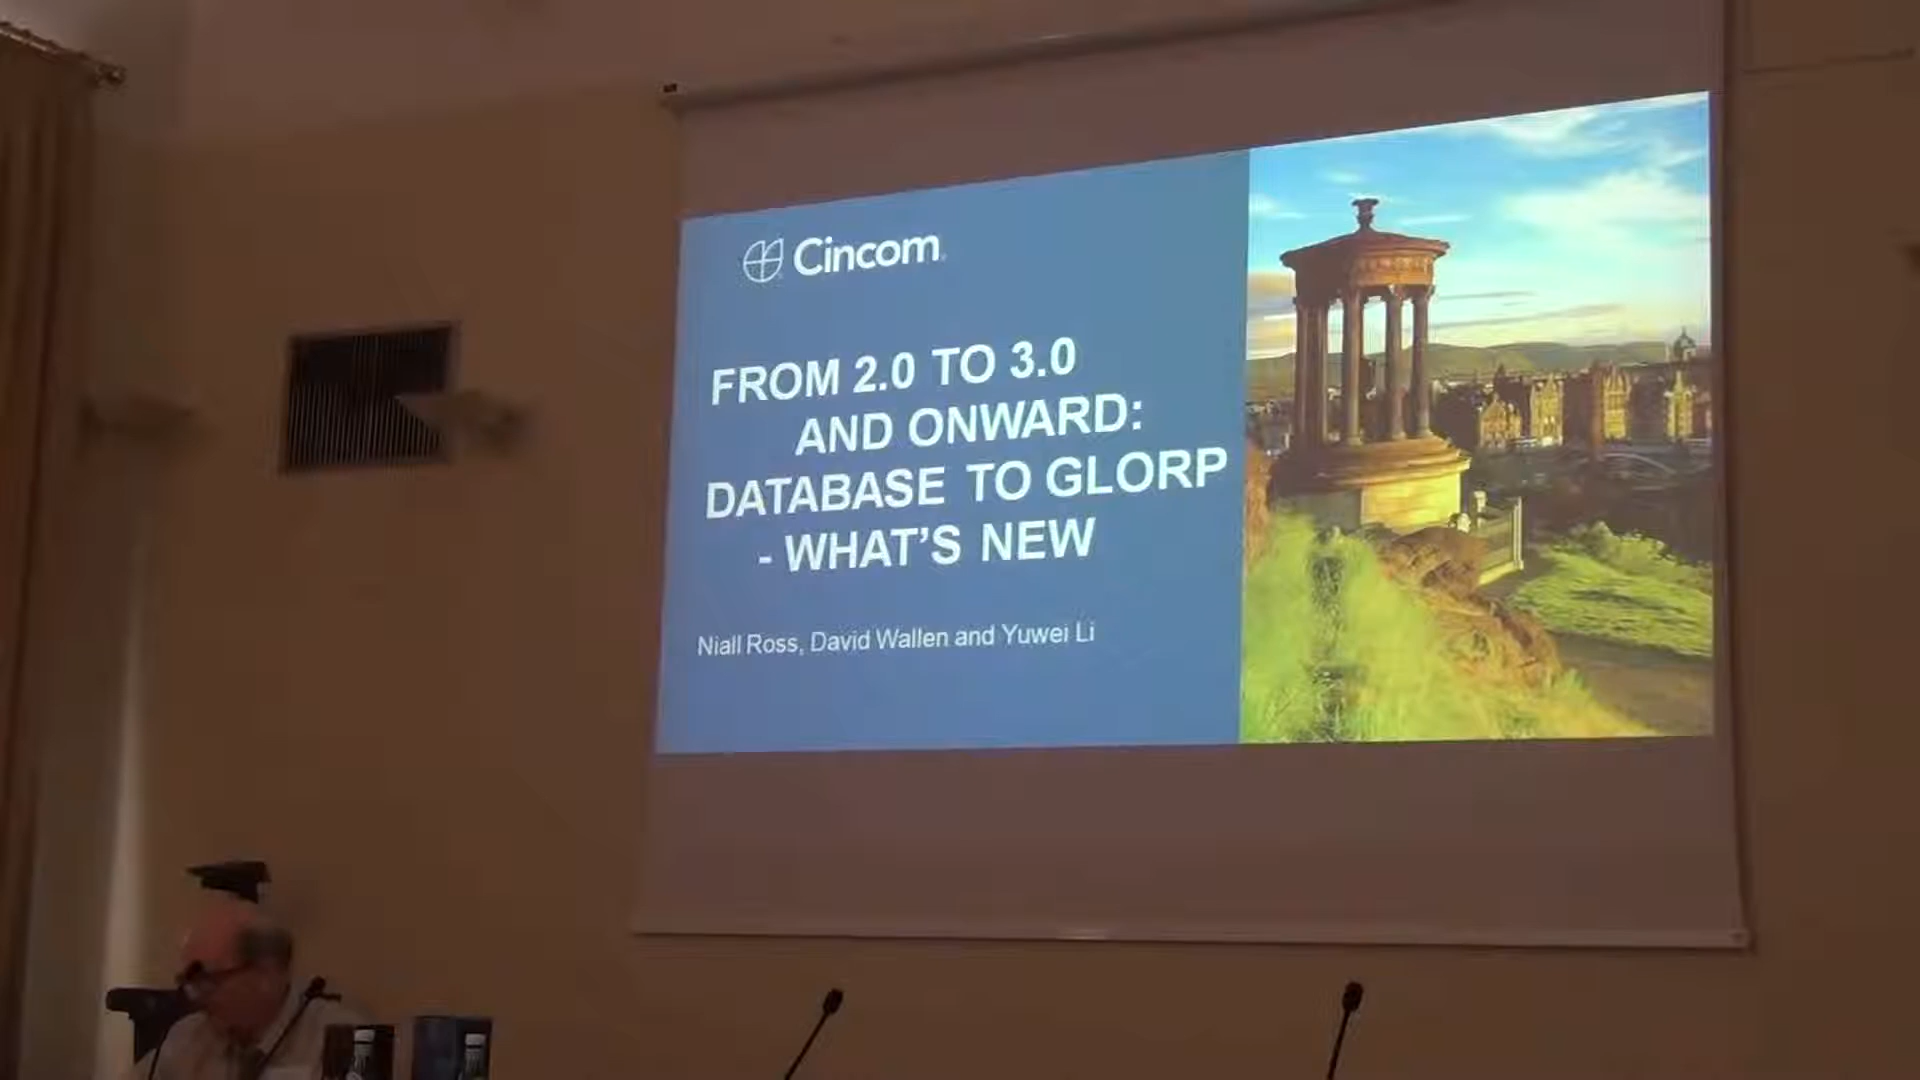 Cincom
FROM 2.0 TO 3.0
AND ONWARD:
DATABASE TO GLORP
- WHAT'S NEW
Niall Ross, David Wallen and Yuwei Li